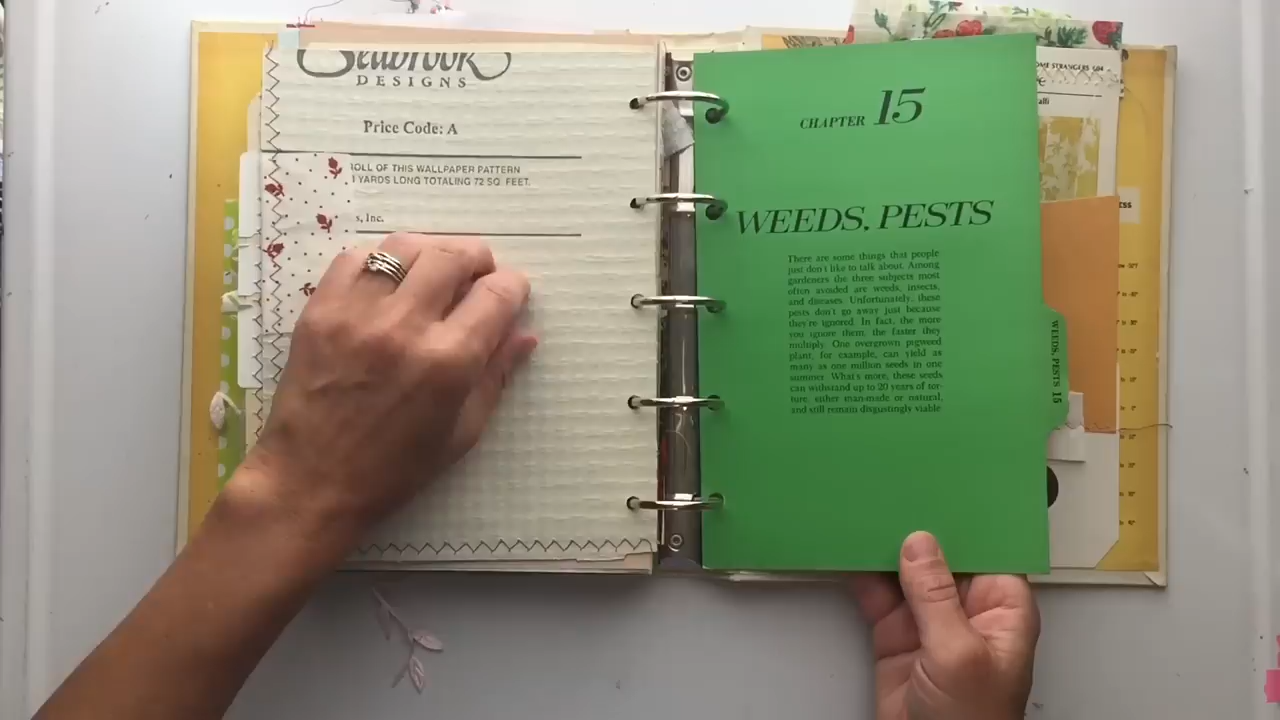 Seabrook
DESIGNS
Price Code: A
ROLL OF THIS WALLPAPER PATTERN
YARDS LONG TOTALING 72 SQ. FEET.
s, Inc.
CHAPTER 15
WEEDS, PESTS
There are some things that people
just don't like to talk about. Among
gardeners the three subjects most
often avoided are weeds, insects,
and diseases. Unfortunately, these
pests don't go away just because
they're ignored. In fact, the more
you ignore them, the faster they
multiply. One overgrown pigweed
plant, for example, can yield as
many as one million seeds in one
summer. What's more, these seeds
can withstand up to 20 years of tor-
ture, either man-made or natural,
and still remain disgustingly viable
WEEDS, PESTS 15
OME STRANGERS